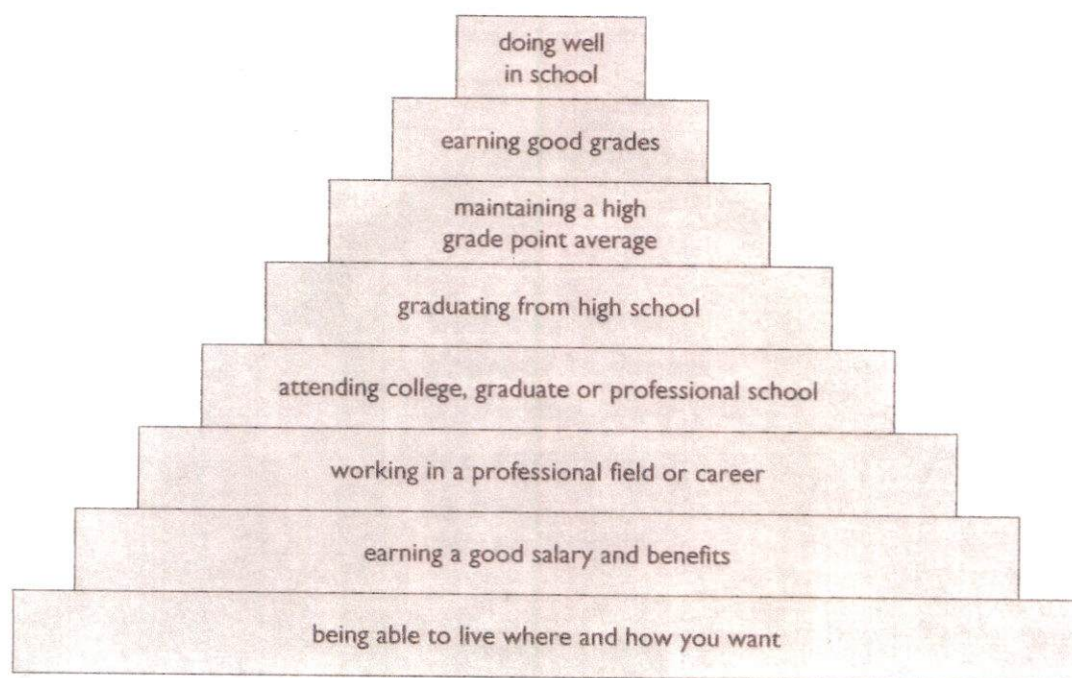 doing well
in school
earning good grades
maintaining a high
grade point average
graduating from high school
attending college, graduate or professional school
working in a professional field or career
earning a good salary and benefits
being able to live where and how you want